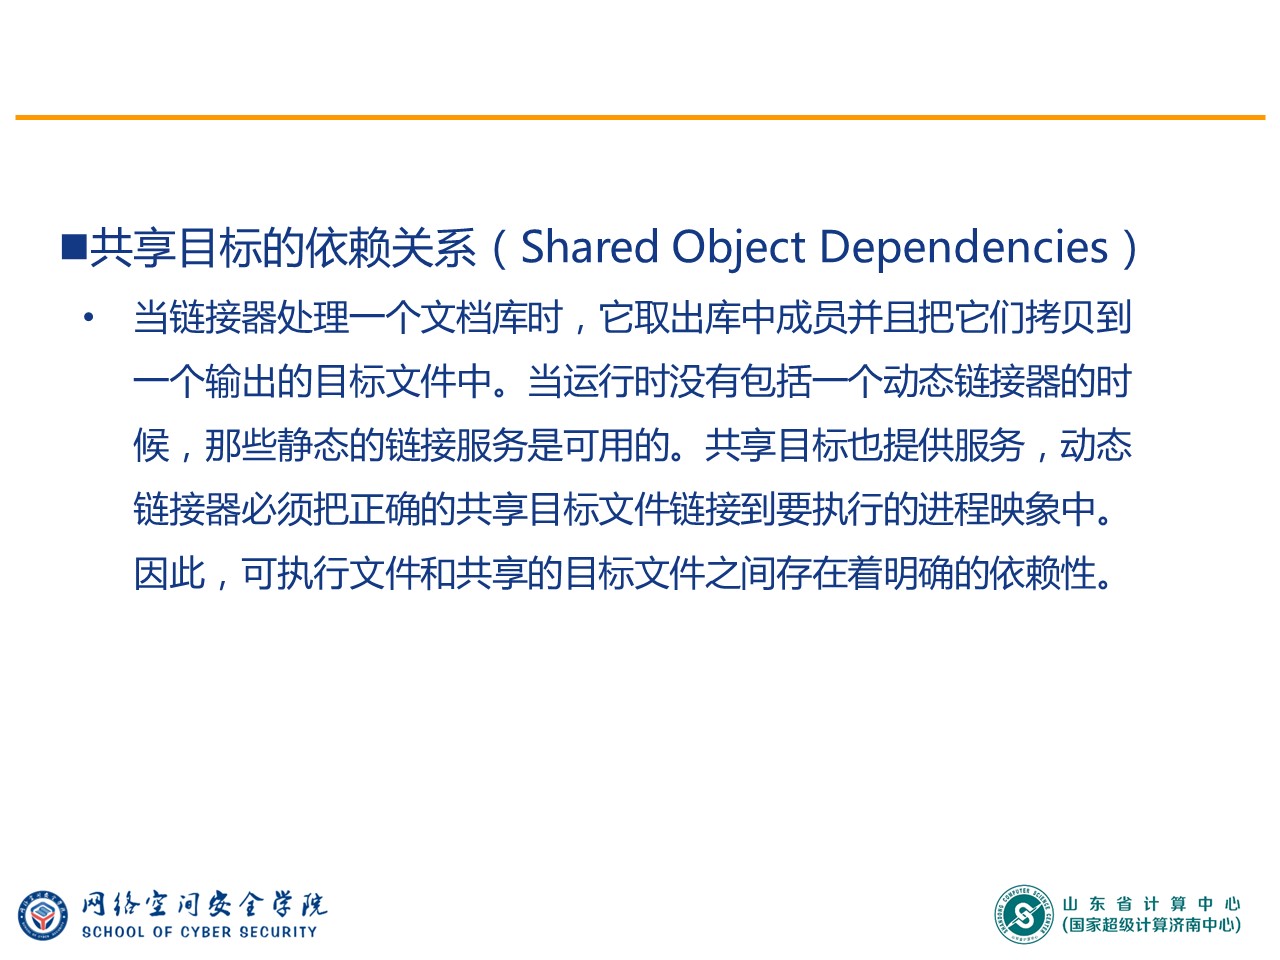 ■共享目标的依赖关系（Shared Object Dependencies）
• 当链接器处理一个文档库时，它取出库中成员并且把它们拷贝到
一个输出的目标文件中。当运行时没有包括一个动态链接器的时
候，那些静态的链接服务是可用的。共享目标也提供服务，动态
链接器必须把正确的共享目标文件链接到要执行的进程映象中。
因此，可执行文件和共享的目标文件之间存在着明确的依赖性。
网络空间安全学院
SCHOOL OF CYBER SECURITY
SHANDONG COMPUTER SCIENCE CENTER
山东省计算中心
(国家超级计算济南中心)